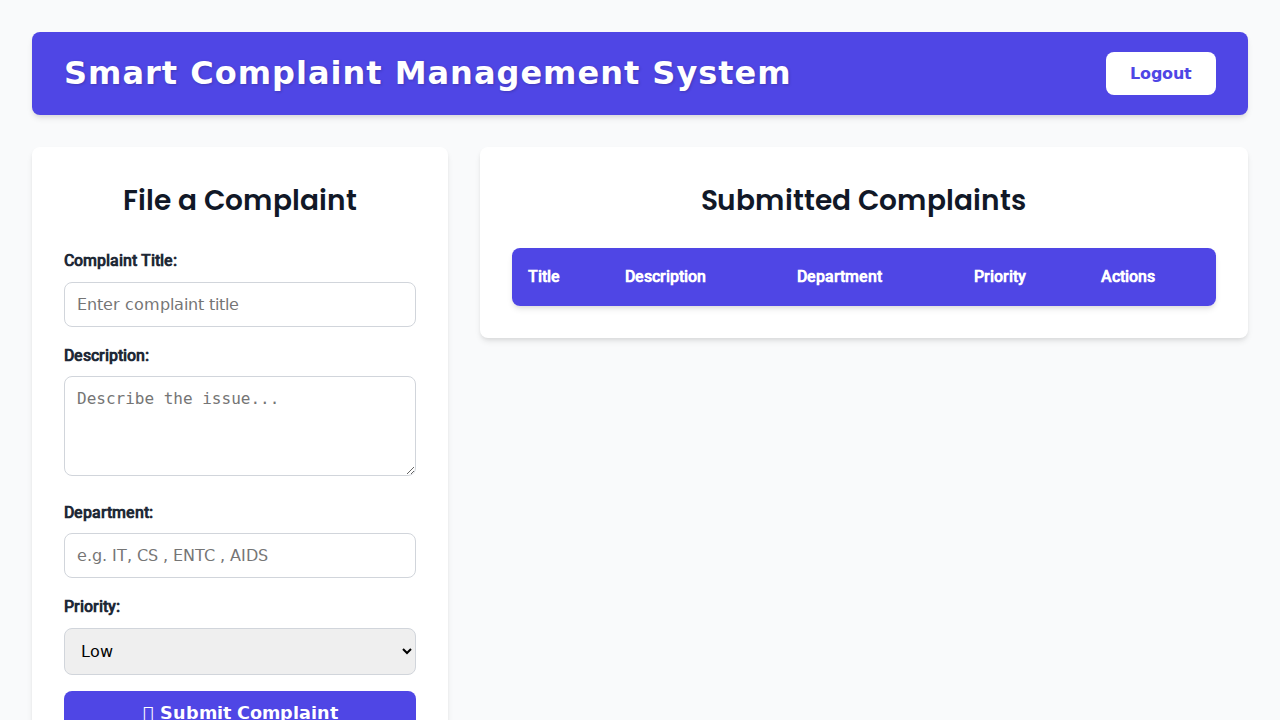 Smart Complaint Management System
Logout
File a Complaint
Complaint Title:
Enter complaint title
Description:
Describe the issue...
Department:
e.g. IT, CS , ENTC , AIDS
Priority:
Low
Submit Complaint
Submitted Complaints
Title Description Department Priority Actions